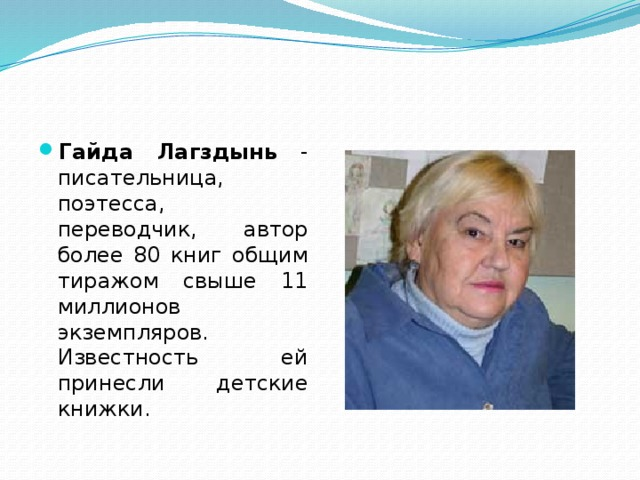 Гайда Лагздынь -
писательница,
поэтесса,
переводчик, автор
более 80 книг общим
тиражом свыше 11
миллионов
экземпляров.
Известность ей
принесли детские
книжки.